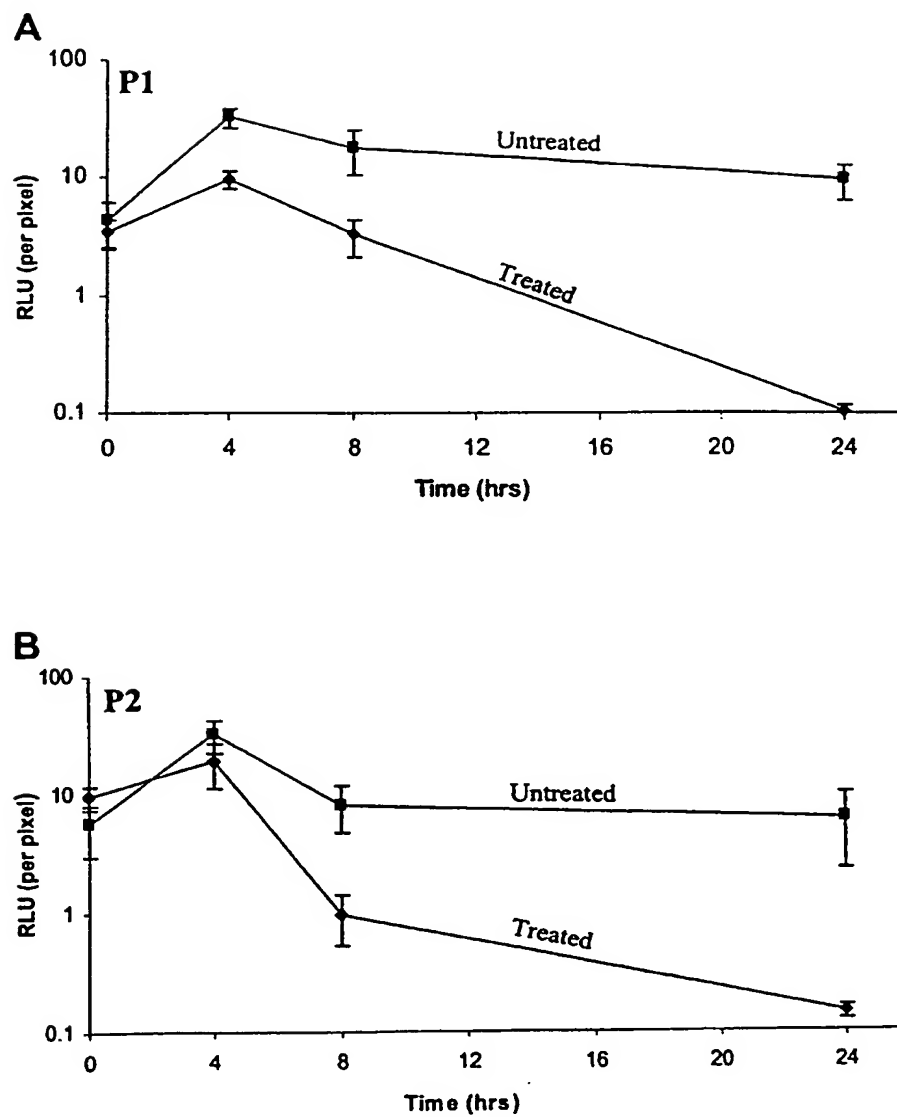 A
P1
100
10
1
0.1
RLU (per pixel)
Untreated
Treated
0 4 8 12 16 20 24
Time (hrs)
B
P2
100
10
1
0.1
RLU (per pixel)
Untreated
Treated
0 4 8 12 16 20 24
Time (hrs)